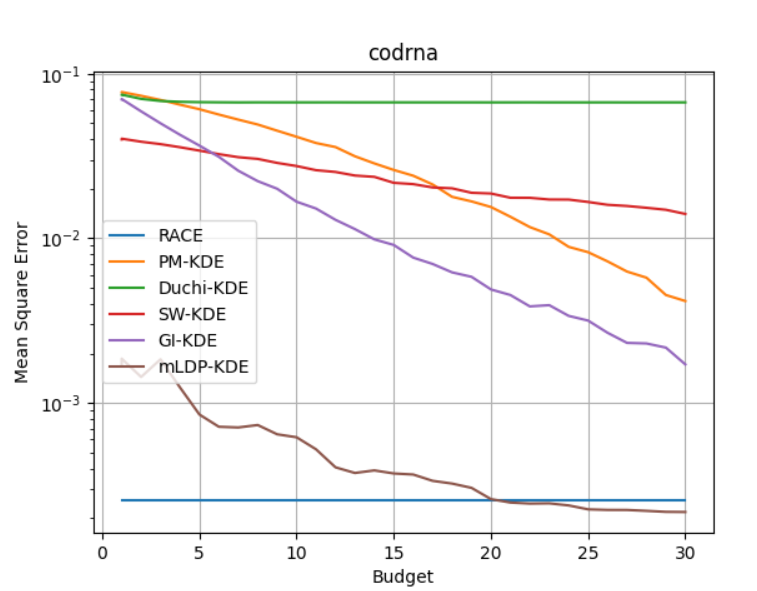 codrna
Mean Square Error
10⁻¹
10⁻²
10⁻³
RACE
PM-KDE
Duchi-KDE
SW-KDE
GI-KDE
mLDP-KDE
0 5 10 15 20 25 30
Budget